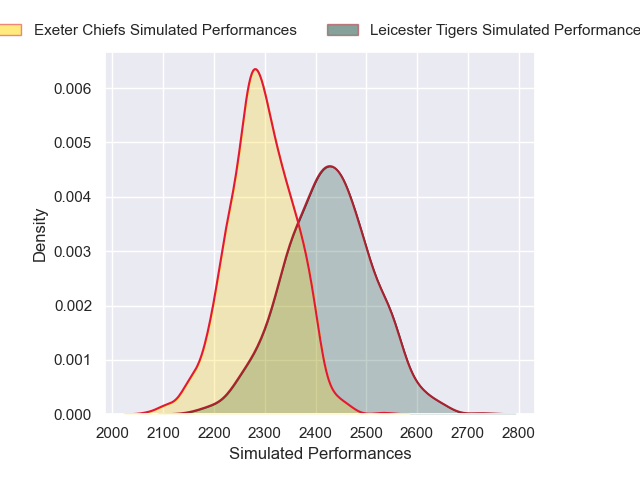 Exeter Chiefs Simulated Performances
Leicester Tigers Simulated Performance
0.006
0.005
0.004
0.003
0.002
0.001
0.000
Density
2000 2100 2200 2300 2400 2500 2600 2700 2800
Simulated Performances